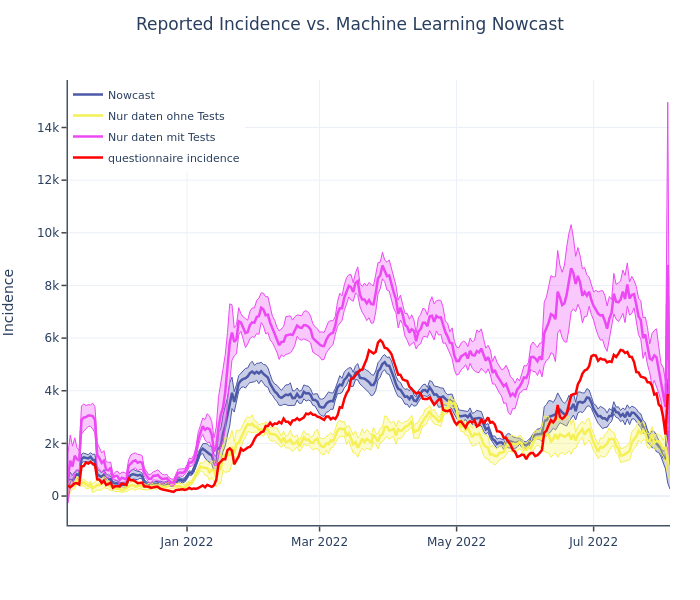 Reported Incidence vs. Machine Learning Nowcast
Nowcast
Nur daten ohne Tests
Nur daten mit Tests
questionnaire incidence
Incidence
14k
12k
10k
8k
6k
4k
2k
0
Jan 2022
Mar 2022
May 2022
Jul 2022